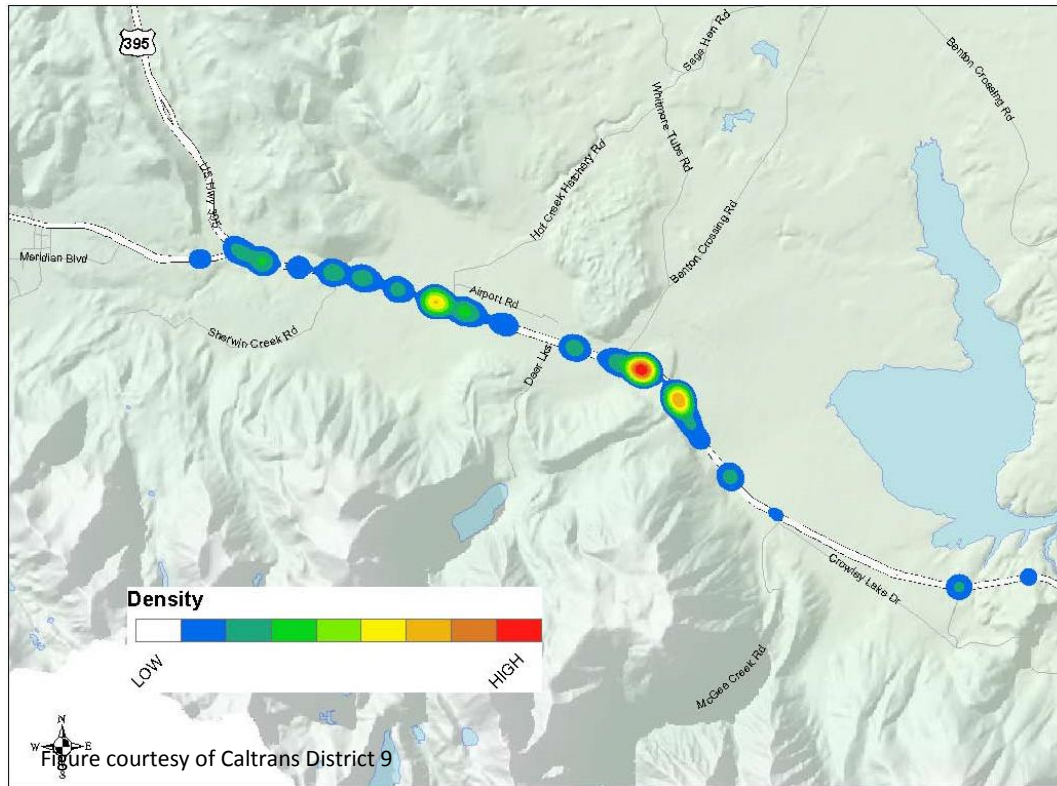 395
Sage Hen Rd
Benton Crossing Rd
Whitmore Tubs Rd
Hot Creek Hatchery Rd
US Hwy 395
Benton Crossing Rd
Meridian Blvd
Airport Rd
Sherwin Creek Rd
Deer Lks
Crowley Lake Dr
Density
LOW
HIGH
McGee Creek Rd
N
W E
S
Figure courtesy of Caltrans District 9